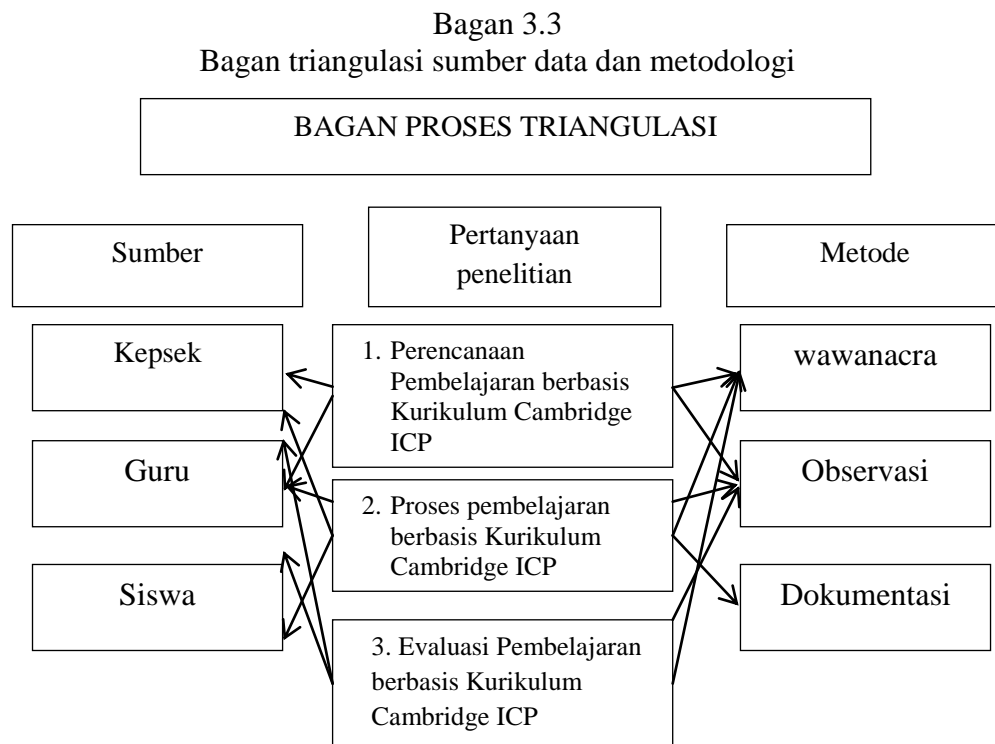 Bagan 3.3
Bagan triangulasi sumber data dan metodologi
BAGAN PROSES TRIANGULASI
Sumber
Pertanyaan
penelitian
Metode
Kepsek
1. Perencanaan
Pembelajaran berbasis
Kurikulum Cambridge
ICP
wawanacra
Guru
2. Proses pembelajaran
berbasis Kurikulum
Cambridge ICP
Observasi
Siswa
3. Evaluasi Pembelajaran
berbasis Kurikulum
Cambridge ICP
Dokumentasi